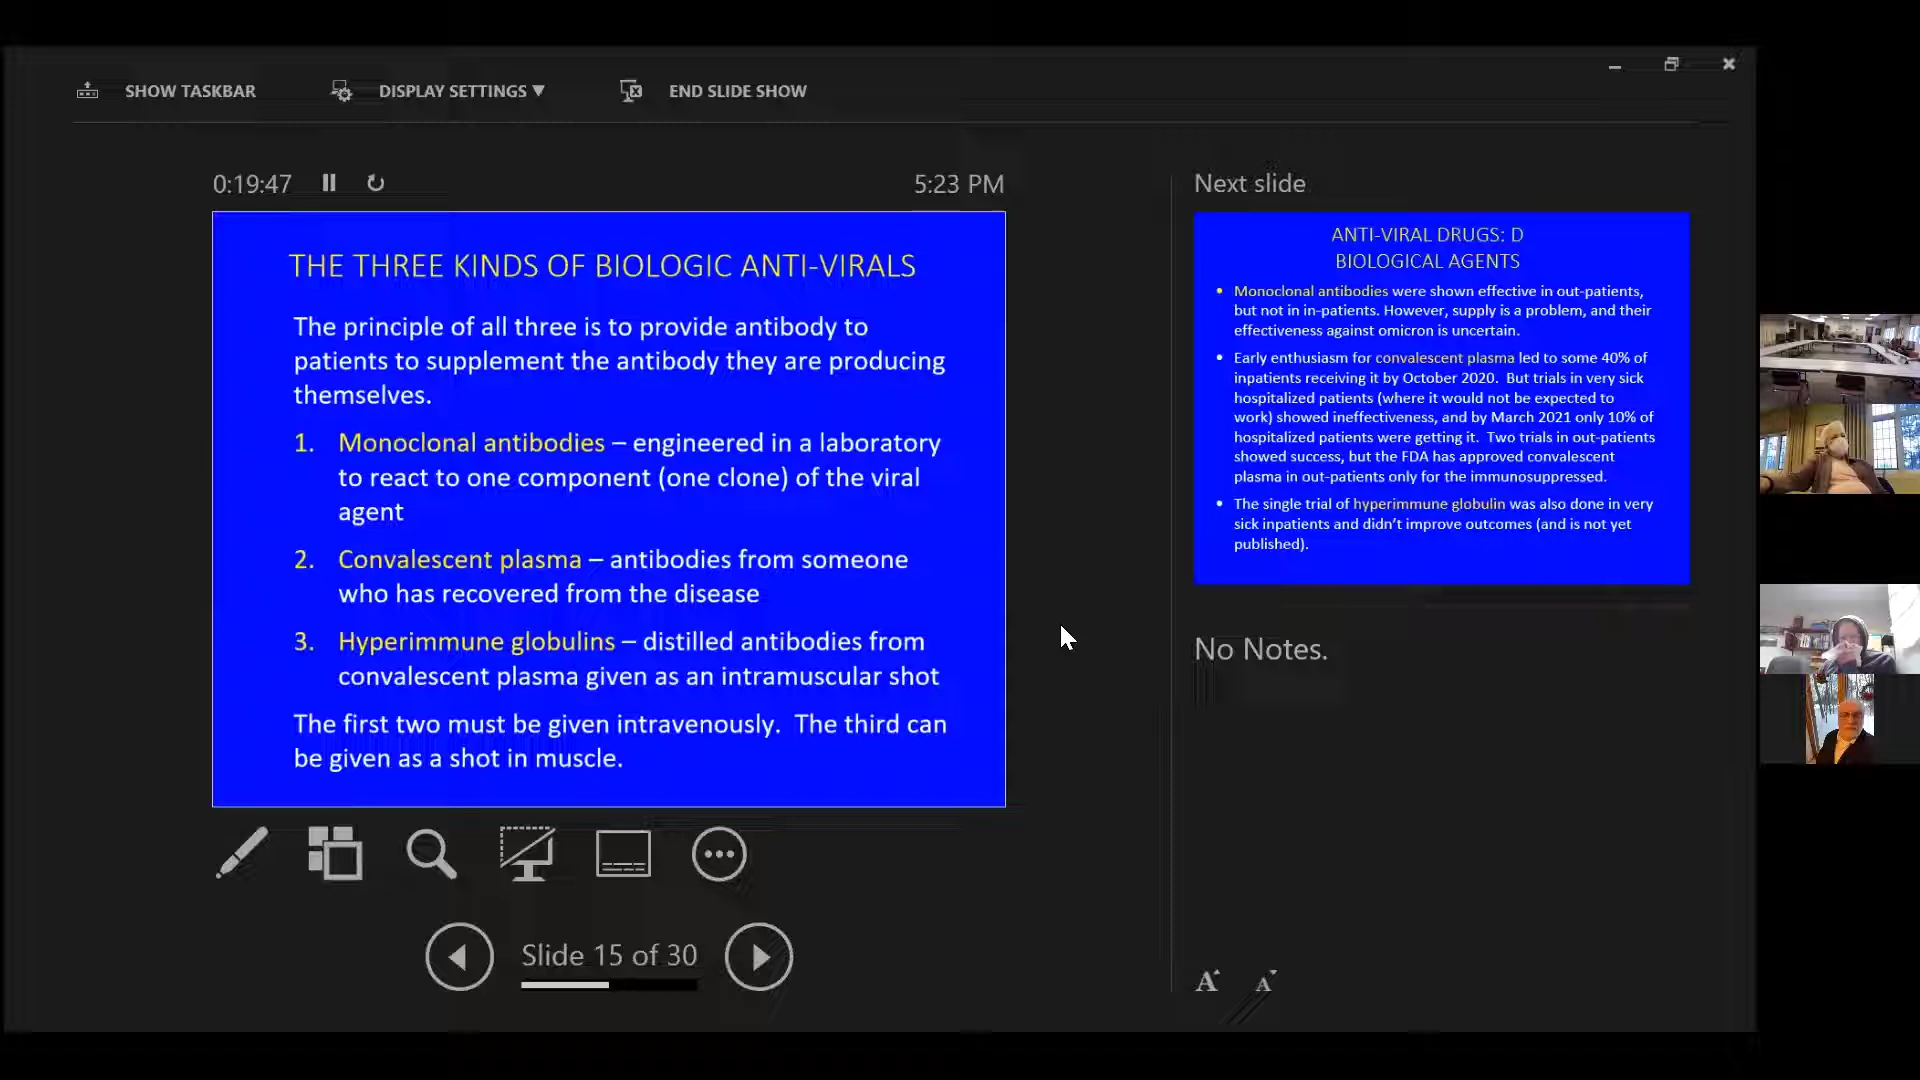 SHOW TASKBAR
DISPLAY SETTINGS ▼
END SLIDE SHOW
0:19:47
5:23 PM
THE THREE KINDS OF BIOLOGIC ANTI-VIRALS
The principle of all three is to provide antibody to
patients to supplement the antibody they are producing
themselves.
1. Monoclonal antibodies – engineered in a laboratory
to react to one component (one clone) of the viral
agent
2. Convalescent plasma – antibodies from someone
who has recovered from the disease
3. Hyperimmune globulins – distilled antibodies from
convalescent plasma given as an intramuscular shot
The first two must be given intravenously. The third can
be given as a shot in muscle.
Slide 15 of 30
Next slide
ANTI-VIRAL DRUGS: D
BIOLOGICAL AGENTS
• Monoclonal antibodies were shown effective in out-patients,
but not in in-patients. However, supply is a problem, and their
effectiveness against omicron is uncertain.
• Early enthusiasm for convalescent plasma led to some 40% of
inpatients receiving it by October 2020. But trials in very sick
hospitalized patients (where it would not be expected to
work) showed ineffectiveness, and by March 2021 only 10% of
hospitalized patients were getting it. Two trials in out-patients
showed success, but the FDA has approved convalescent
plasma in out-patients only for the immunosuppressed.
• The single trial of hyperimmune globulin was also done in very
sick inpatients and didn't improve outcomes (and is not yet
published).
No Notes.
A A